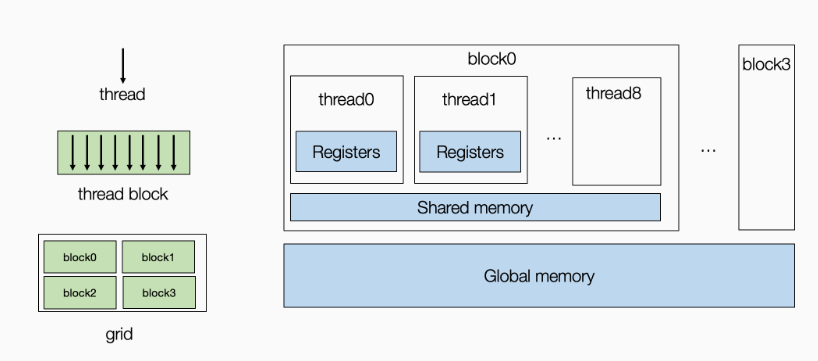 thread
thread block
block0 block1
block2 block3
grid
block0
thread0 thread1 ... thread8
Registers Registers
Shared memory
...
block3
Global memory